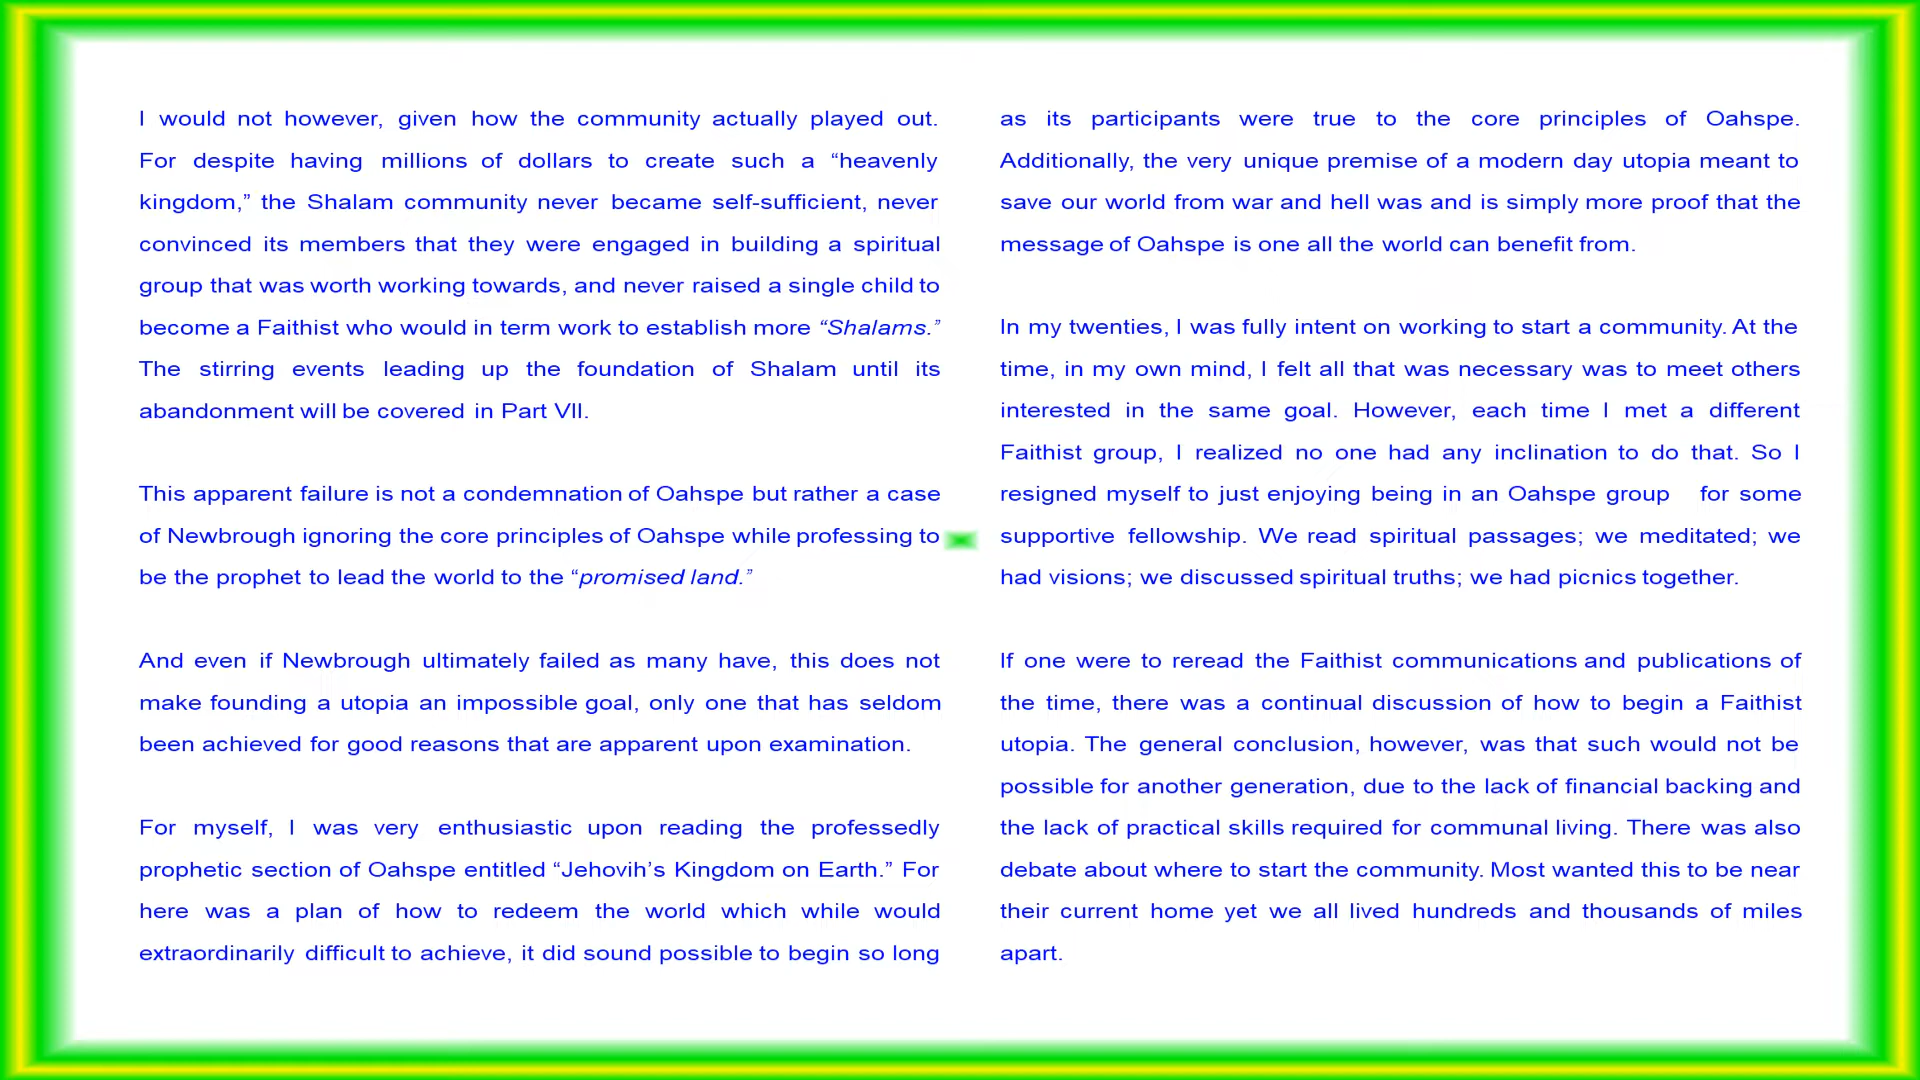 I would not however, given how the community actually played out.
For despite having millions of dollars to create such a “heavenly
kingdom,” the Shalam community never became self-sufficient, never
convinced its members that they were engaged in building a spiritual
group that was worth working towards, and never raised a single child to
become a Faithist who would in term work to establish more “Shalams.”
The stirring events leading up the foundation of Shalam until its
abandonment will be covered in Part VII.
This apparent failure is not a condemnation of Oahspe but rather a case
of Newbrough ignoring the core principles of Oahspe while professing to
be the prophet to lead the world to the “promised land.”
And even if Newbrough ultimately failed as many have, this does not
make founding a utopia an impossible goal, only one that has seldom
been achieved for good reasons that are apparent upon examination.
For myself, I was very enthusiastic upon reading the professedly
prophetic section of Oahspe entitled “Jehovih’s Kingdom on Earth.” For
here was a plan of how to redeem the world which while would
extraordinarily difficult to achieve, it did sound possible to begin so long
as its participants were true to the core principles of Oahspe.
Additionally, the very unique premise of a modern day utopia meant to
save our world from war and hell was and is simply more proof that the
message of Oahspe is one all the world can benefit from.
In my twenties, I was fully intent on working to start a community. At the
time, in my own mind, I felt all that was necessary was to meet others
interested in the same goal. However, each time I met a different
Faithist group, I realized no one had any inclination to do that. So I
resigned myself to just enjoying being in an Oahspe group for some
supportive fellowship. We read spiritual passages; we meditated; we
had visions; we discussed spiritual truths; we had picnics together.
If one were to reread the Faithist communications and publications of
the time, there was a continual discussion of how to begin a Faithist
utopia. The general conclusion, however, was that such would not be
possible for another generation, due to the lack of financial backing and
the lack of practical skills required for communal living. There was also
debate about where to start the community. Most wanted this to be near
their current home yet we all lived hundreds and thousands of miles
apart.